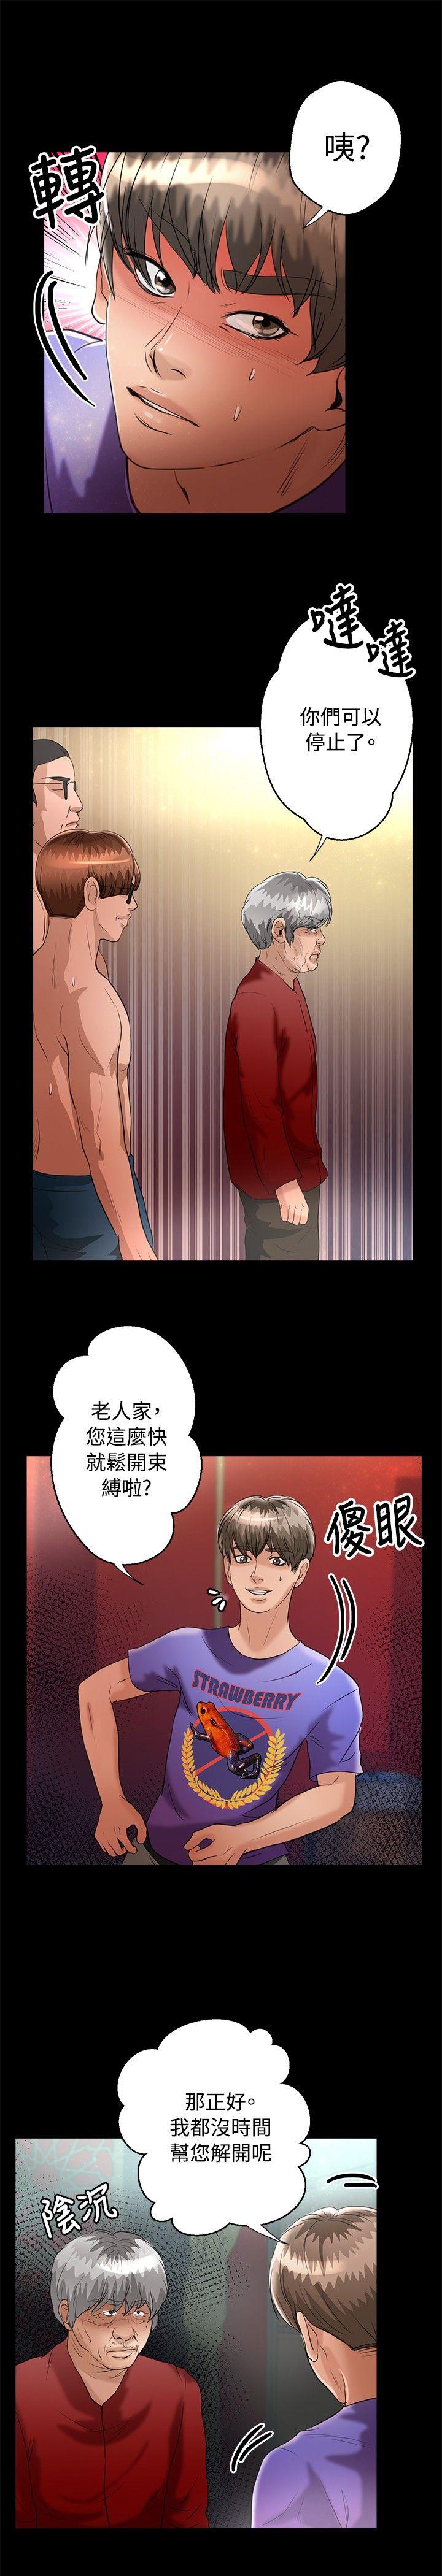 咦?
轉
噠
噠
你們可以
停止了。
老人家，
您這麼快
就鬆開束
縛啦?
傻眼
STRAWBERRY
那正好。
我都沒時間
幫您解開呢
陰沉